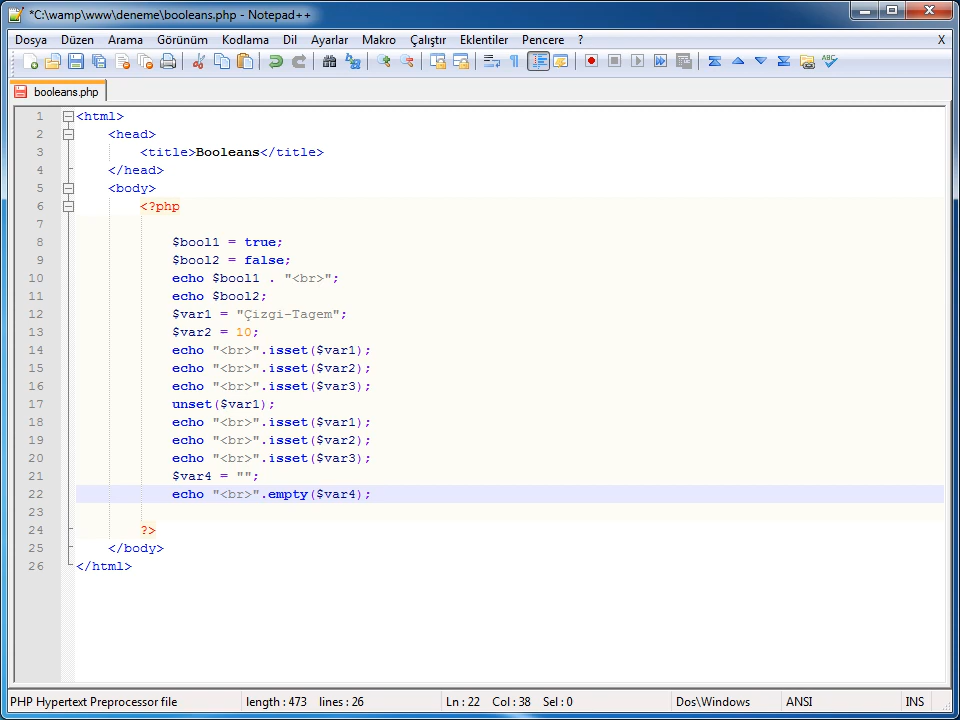 *C:\wamp\www\deneme\booleans.php - Notepad++
Dosya Düzen Arama Görünüm Kodlama Dil Ayarlar Makro Çalıştır Eklentiler Pencere ? X
booleans.php
1 <html>
2 <head>
3 <title>Booleans</title>
4 </head>
5 <body>
6 <?php
7
8 $bool1 = true;
9 $bool2 = false;
10 echo $bool1 . "<br>";
11 echo $bool2;
12 $var1 = "Çizgi-Tagem";
13 $var2 = 10;
14 echo "<br>".isset($var1);
15 echo "<br>".isset($var2);
16 echo "<br>".isset($var3);
17 unset($var1);
18 echo "<br>".isset($var1);
19 echo "<br>".isset($var2);
20 echo "<br>".isset($var3);
21 $var4 = "";
22 echo "<br>".empty($var4);
23
24 ?>
25 </body>
26 </html>
PHP Hypertext Preprocessor file length : 473 lines : 26 Ln : 22 Col : 38 Sel : 0 Dos\Windows ANSI INS